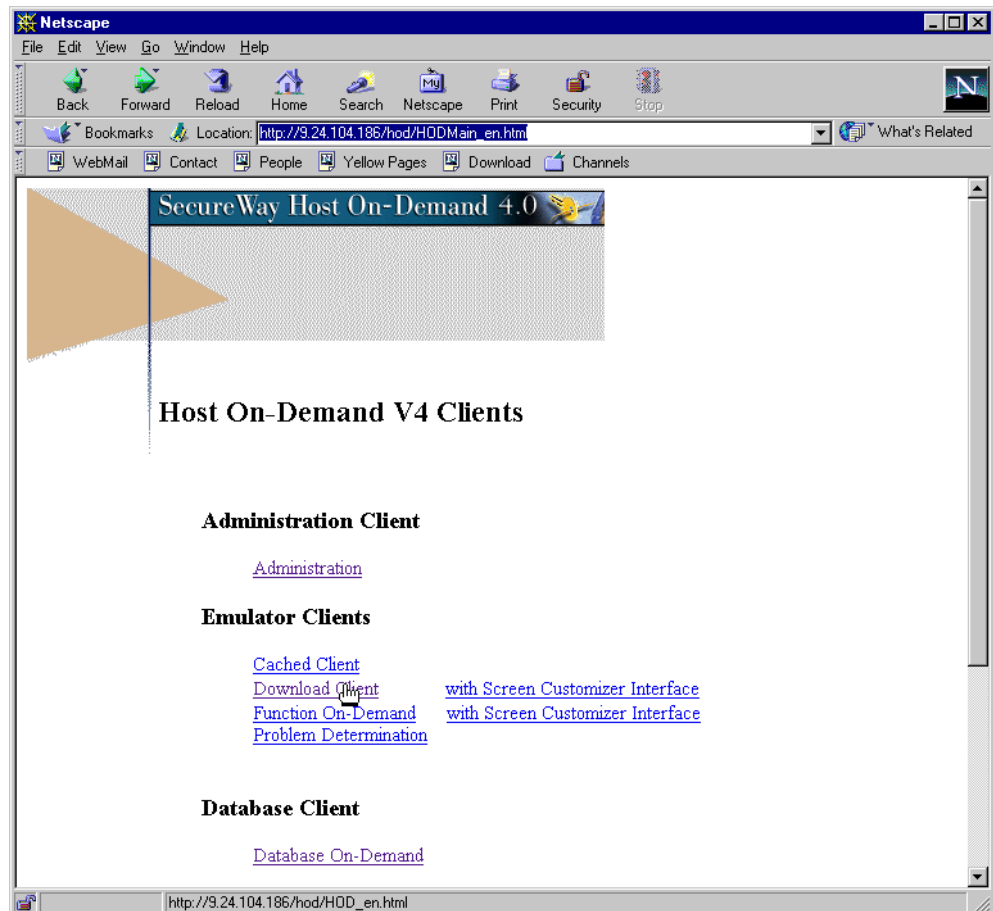 Netscape
File Edit View Go Window Help
My
N
Back Forward Reload Home Search Netscape Print Security Stop
Bookmarks Location: http://9.24.104.186/hod/HODMain_en.html What's Related
WebMail Contact People Yellow Pages Download Channels
SecureWay Host On-Demand 4.0
Host On-Demand V4 Clients
Administration Client
Administration
Emulator Clients
Cached Client
Download Client with Screen Customizer Interface
Function On-Demand with Screen Customizer Interface
Problem Determination
Database Client
Database On-Demand
http://9.24.104.186/hod/HOD_en.html